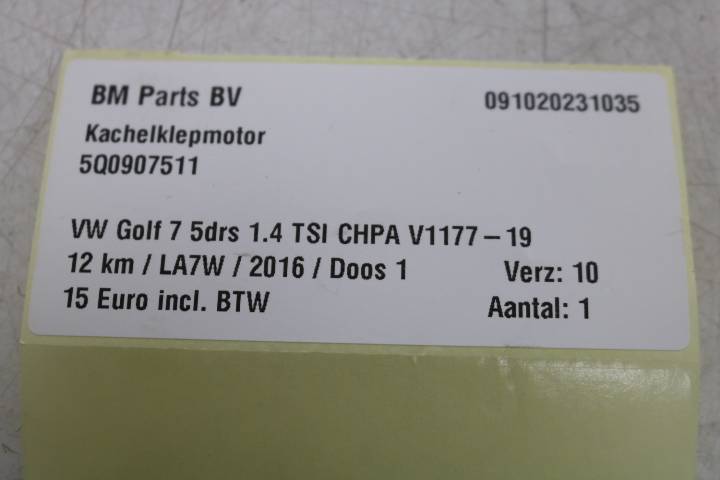 BM Parts BV 091020231035
Kachelklepmotor
5Q0907511
VW Golf 7 5drs 1.4 TSI CHPA V1177-19
12 km / LA7W / 2016 / Doos 1 Verz: 10
15 Euro incl. BTW Aantal: 1